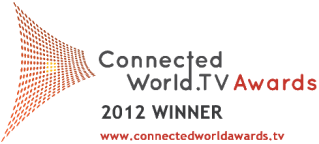 Connected
World.TV Awards
2012 WINNER
www.connectedworldawards.tv